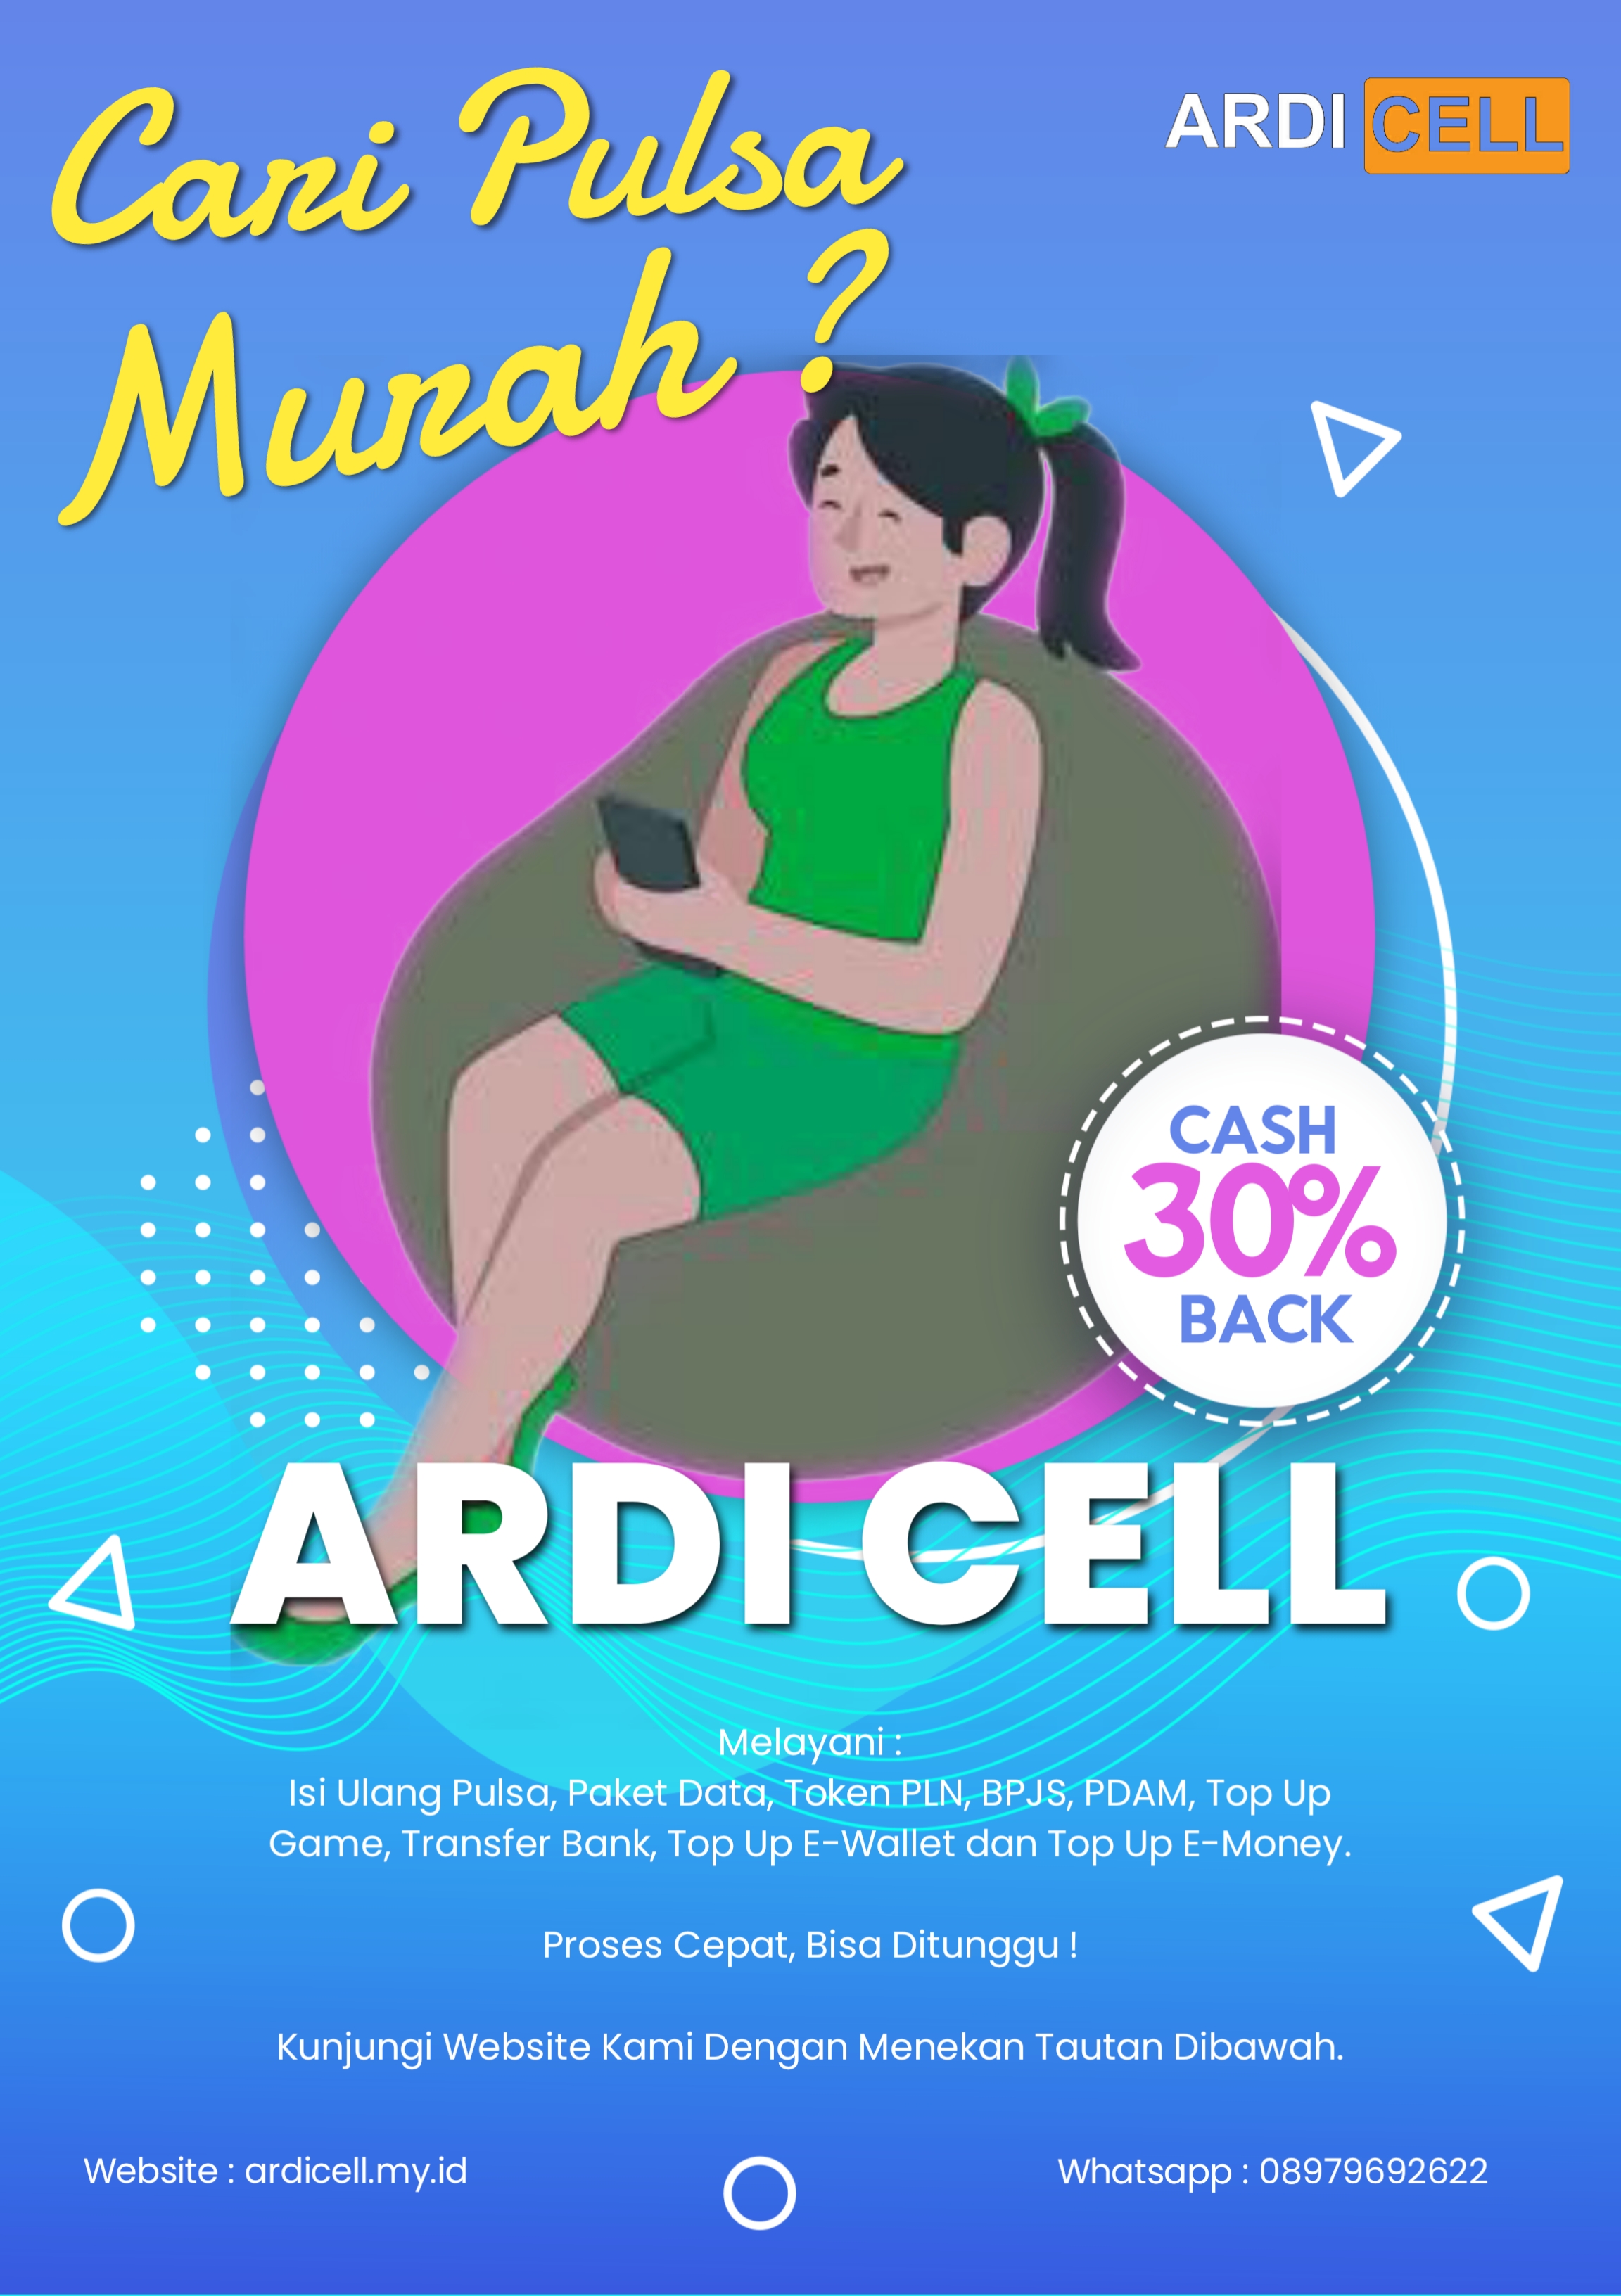 Cari Pulsa
Murah ?
ARDI CELL
CASH
30%
BACK
ARDI CELL
Melayani :
Isi Ulang Pulsa, Paket Data, Token PLN, BPJS, PDAM, Top Up
Game, Transfer Bank, Top Up E-Wallet dan Top Up E-Money.
Proses Cepat, Bisa Ditunggu !
Kunjungi Website Kami Dengan Menekan Tautan Dibawah.
Website : ardicell.my.id
Whatsapp : 08979692622